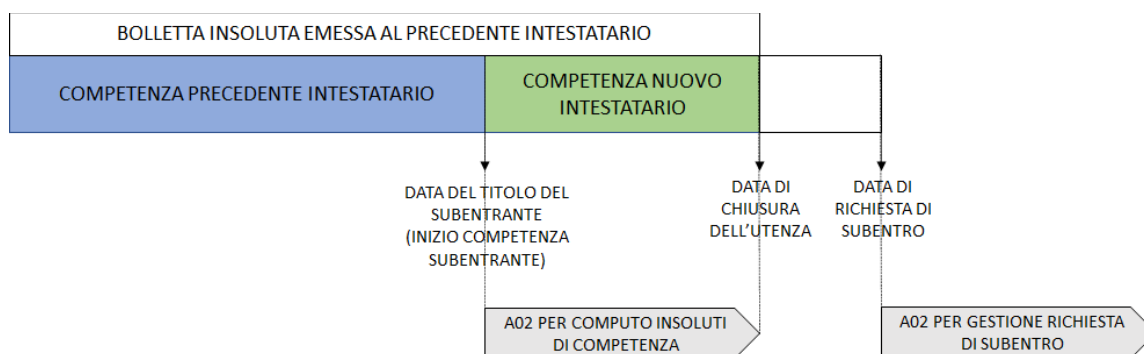 BOLLETTA INSOLUTA EMESSA AL PRECEDENTE INTESTATARIO
COMPETENZA PRECEDENTE INTESTATARIO
COMPETENZA NUOVO
INTESTATARIO
DATA DEL TITOLO DEL
SUBENTRANTE
(INIZIO COMPETENZA
SUBENTRANTE)
DATA DI
CHIUSURA
DELL'UTENZA
DATA DI
RICHIESTA DI
SUBENTRO
A02 PER COMPUTO INSOLUTI
DI COMPETENZA
A02 PER GESTIONE RICHIESTA
DI SUBENTRO